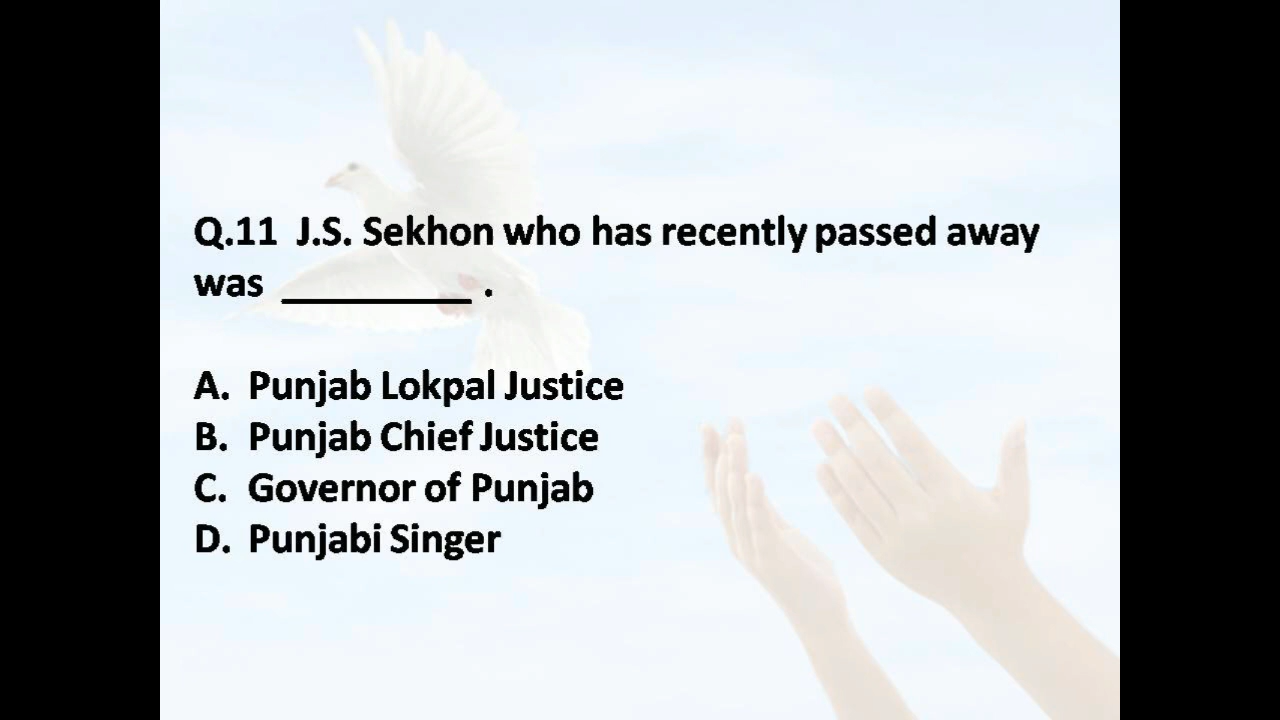 Q.11 J.S. Sekhon who has recently passed away
was _________ .
A. Punjab Lokpal Justice
B. Punjab Chief Justice
C. Governor of Punjab
D. Punjabi Singer